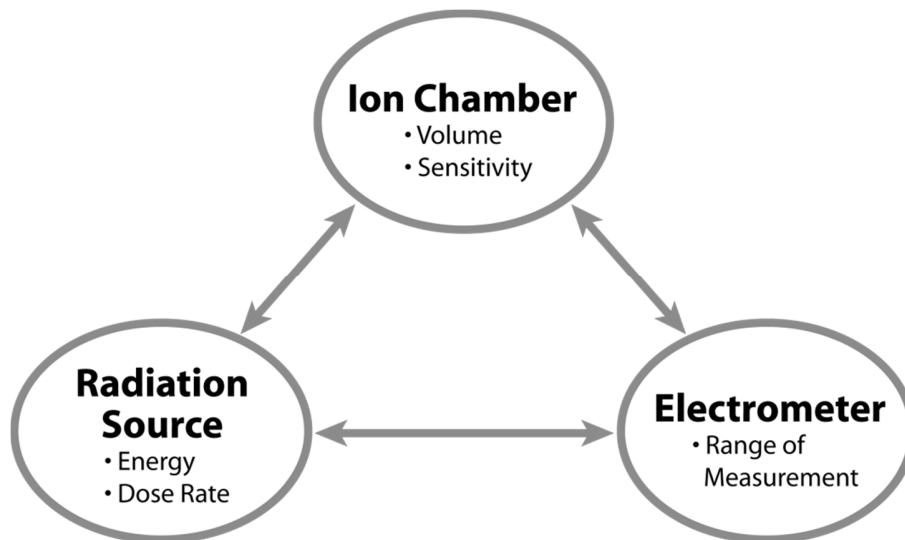 Ion Chamber
• Volume
• Sensitivity
Radiation
Source
• Energy
• Dose Rate
Electrometer
• Range of
Measurement